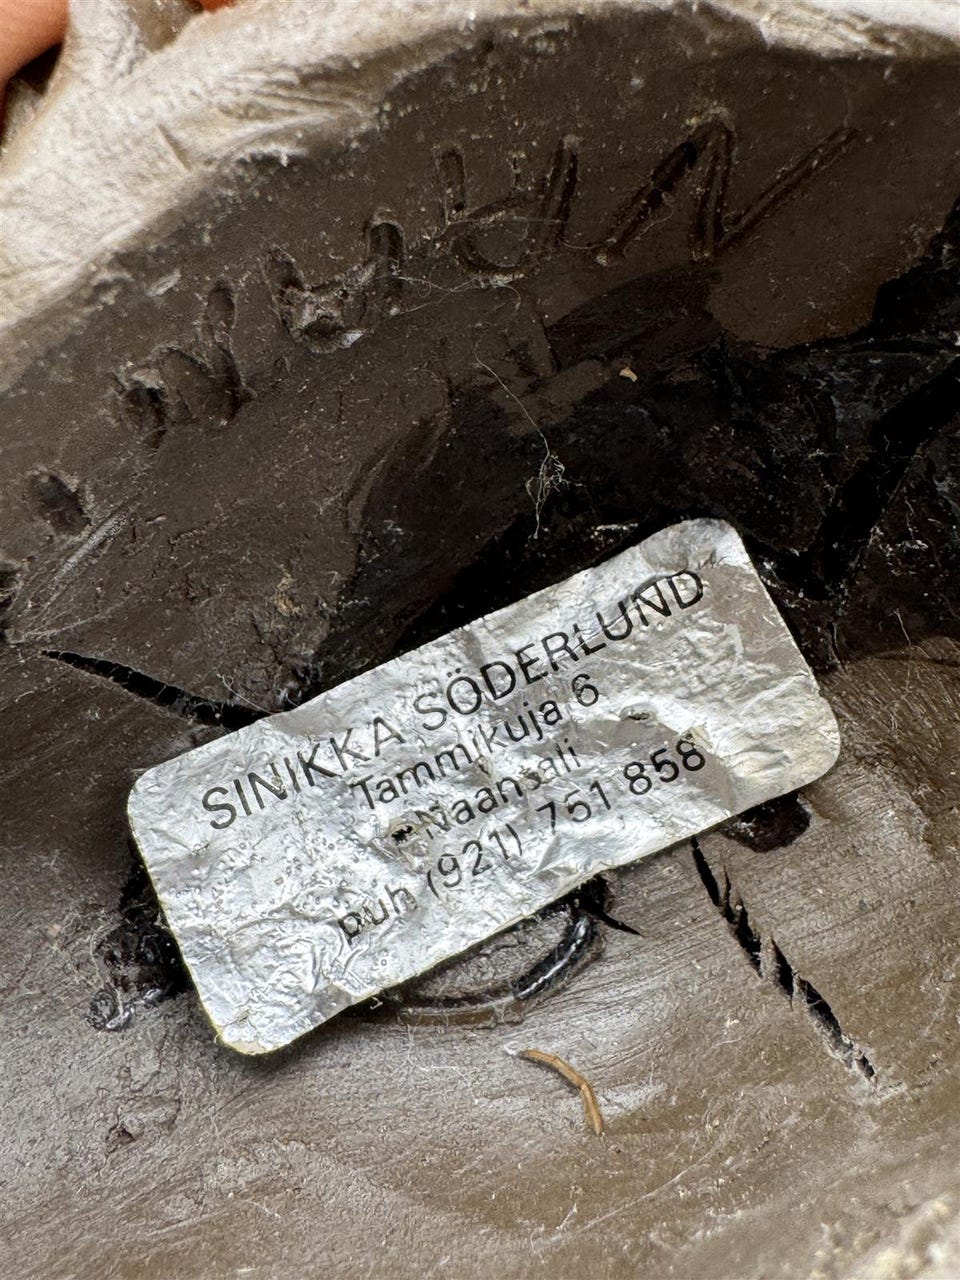 SINIKKA SÖDERLUND
Tammikuja 6
Naantali
puh (921) 751 858